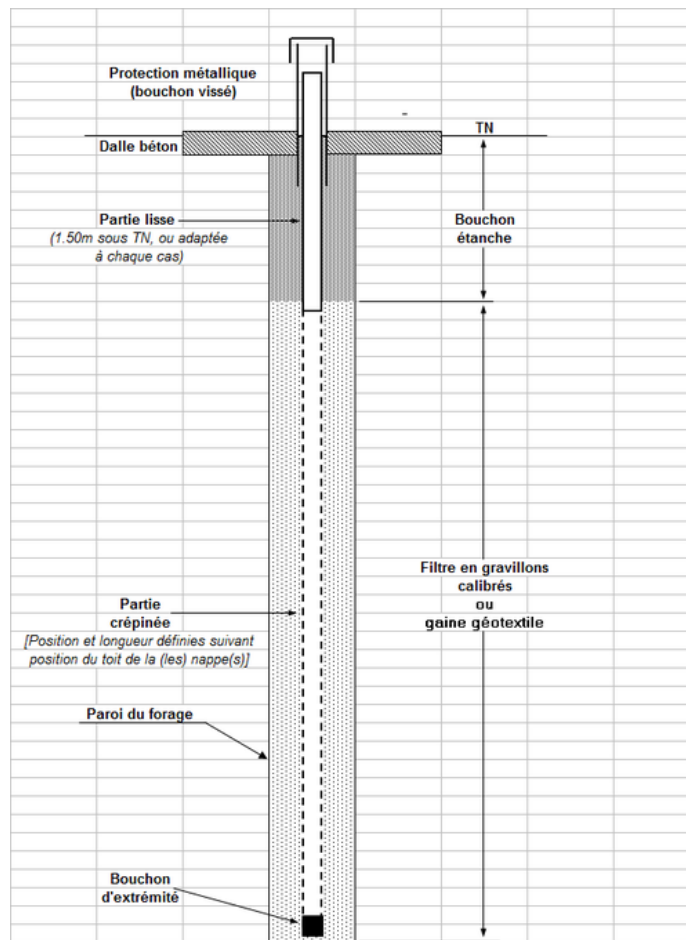 Protection métallique
(bouchon vissé)
TN
Dalle béton
Partie lisse
(1.50m sous TN, ou adaptée
à chaque cas)
Bouchon
étanche
Filtre en gravillons
calibrés
ou
gaine géotextile
Partie
crépinée
[Position et longueur définies suivant
position du toit de la (les) nappe(s)]
Paroi du forage
Bouchon
d'extrémité